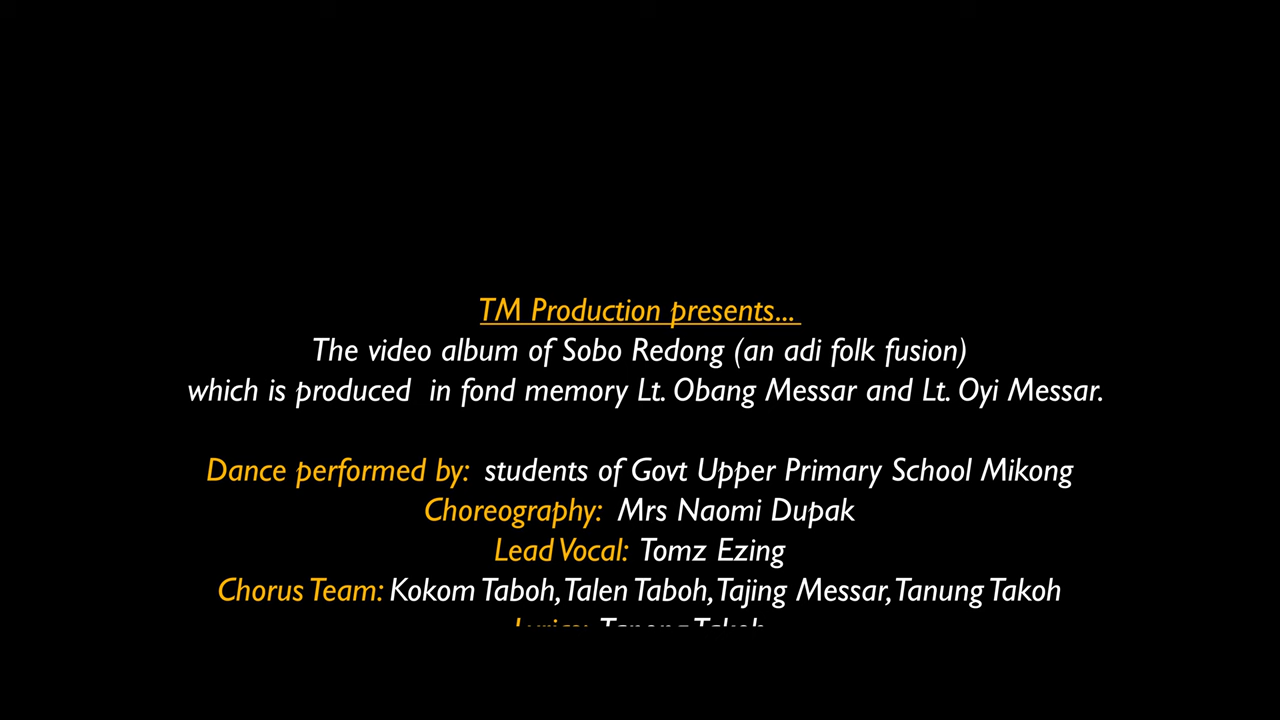 TM Production presents...
The video album of Sobo Redong (an adi folk fusion)
which is produced in fond memory Lt. Obang Messar and Lt. Oyi Messar.
Dance performed by: students of Govt Upper Primary School Mikong
Choreography: Mrs Naomi Dupak
Lead Vocal: Tomz Ezing
Chorus Team: Kokom Taboh, Talen Taboh, Tajing Messar, Tanung Takoh
Lyrics: Takoh